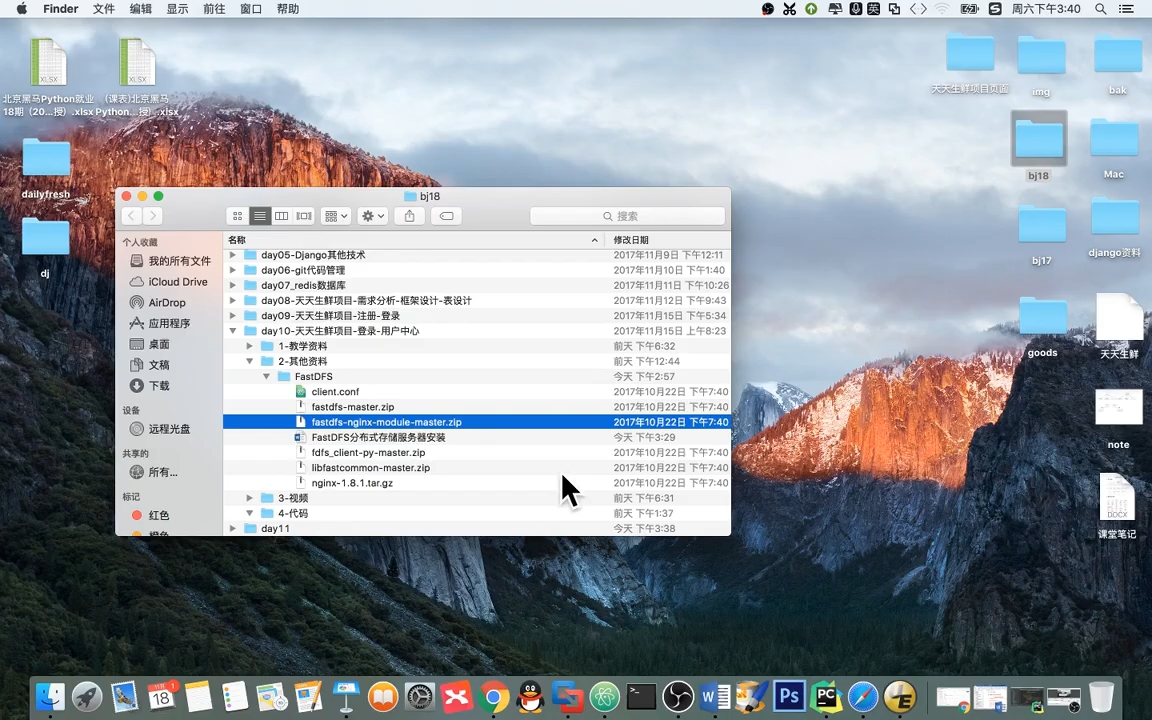 Finder 文件 编辑 显示 前往 窗口 帮助
周六下午3:40
XLSX
XLSX
北京黑马Python就业
18期（20...授）.xlsx
(课表)北京黑马
Python...授）.xlsx
天天生鲜项目页面
img
bak
dailyfresh
bj18
Mac
dj
bj17
django资料
goods
天天生鲜
note
DOCX
课堂笔记
bj18
搜索
个人收藏
我的所有文件
iCloud Drive
AirDrop
应用程序
桌面
文稿
下载
设备
远程光盘
共享的
所有...
标记
红色
橙色
名称 修改日期
day05-Django其他技术 2017年11月9日 下午12:11
day06-git代码管理 2017年11月10日 下午1:40
day07_redis数据库 2017年11月11日 下午10:26
day08-天天生鲜项目-需求分析-框架设计-表设计 2017年11月12日 下午9:43
day09-天天生鲜项目-注册-登录 2017年11月15日 下午5:34
day10-天天生鲜项目-登录-用户中心 2017年11月15日 上午8:23
1-教学资料 前天 下午6:32
2-其他资料 前天 下午12:44
FastDFS 今天 下午2:57
client.conf 2017年10月22日 下午7:40
fastdfs-master.zip 2017年10月22日 下午7:40
fastdfs-nginx-module-master.zip 2017年10月22日 下午7:40
FastDFS分布式存储服务器安装 今天 下午3:29
fdfs_client-py-master.zip 2017年10月22日 下午7:40
libfastcommon-master.zip 2017年10月22日 下午7:40
nginx-1.8.1.tar.gz 2017年10月22日 下午7:40
3-视频 前天 下午6:31
4-代码 前天 下午1:37
day11 今天 下午3:38
18
1
Ps
PC